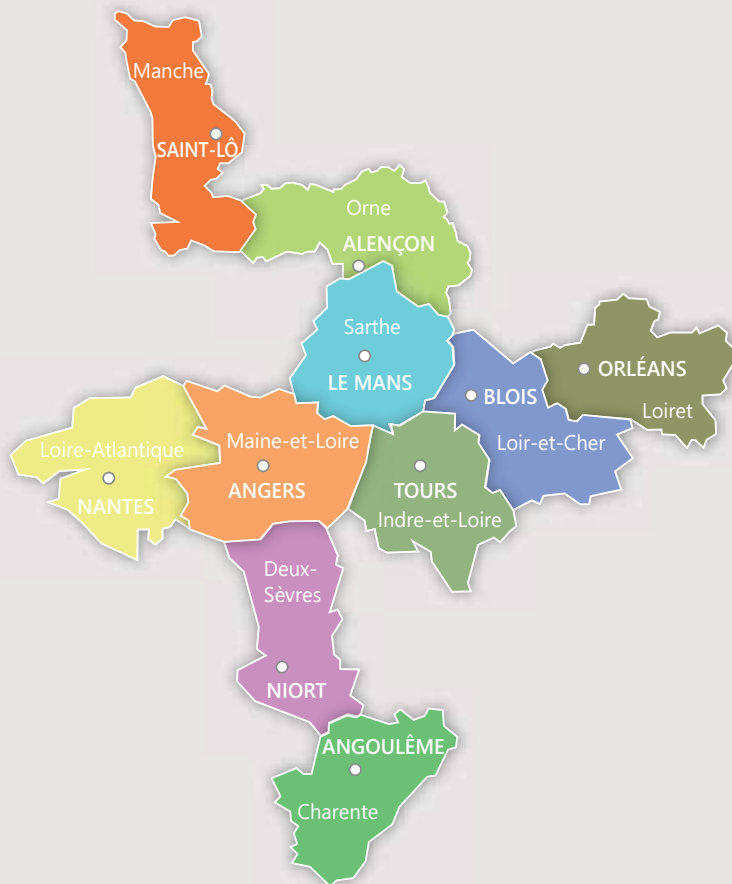 Manche
SAINT-LÔ
Orne
ALENÇON
Sarthe
LE MANS
BLOIS
Loir-et-Cher
ORLÉANS
Loiret
Loire-Atlantique
NANTES
Maine-et-Loire
ANGERS
TOURS
Indre-et-Loire
Deux-
Sèvres
NIORT
ANGOULÊME
Charente